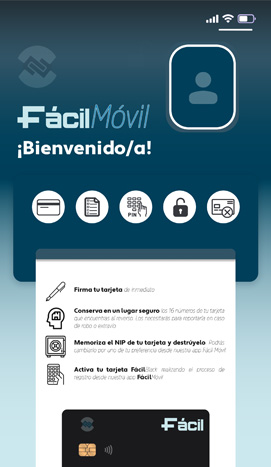 FácilMóvil
¡Bienvenido/a!
PIN
Firma tu tarjeta de inmediato
Conserva en un lugar seguro los 16 números de tu tarjeta
que encuentras al reverso. Los necesitarás para reportarla en caso
de robo o extravío
Memoriza el NIP de tu tarjeta y destrúyelo. Podrás
cambiarlo por uno de tu preferencia desde nuestra app Fácil Móvil
Activa tu tarjeta FácilBlack realizando el proceso de
registro desde nuestra app FácilMóvil
Fácil